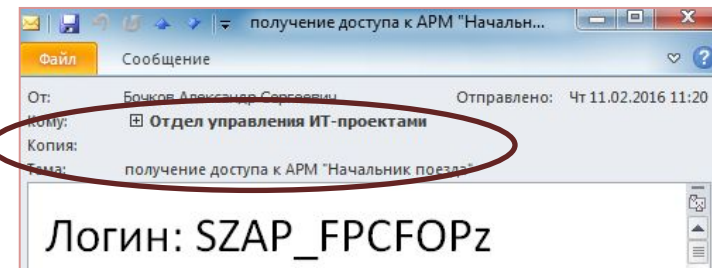 получение доступа к АРМ "Начальн...
Файл Сообщение
От: Бочков Александр Сергеевич Отправлено: Чт 11.02.2016 11:20
Кому: Отдел управления ИТ-проектами
Копия:
Тема: получение доступа к АРМ "Начальник поезда"
Логин: SZAP_FPCFOPz